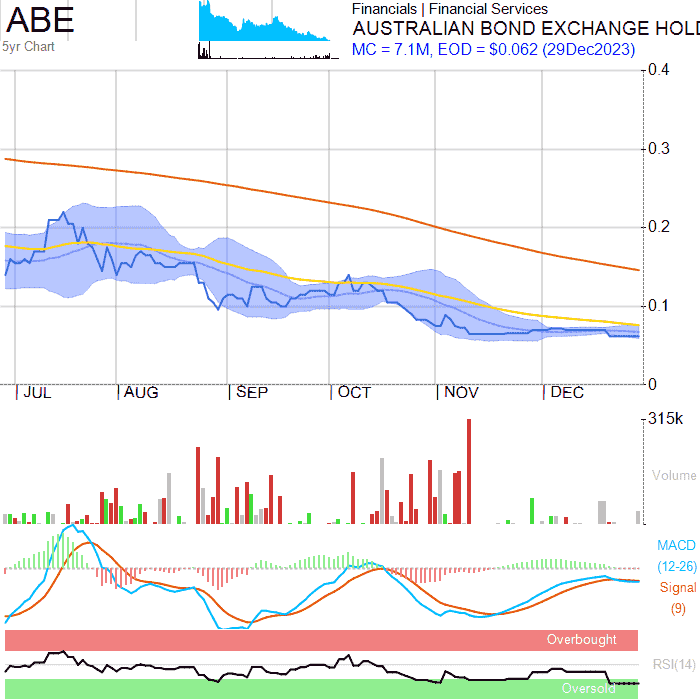 ABE
5yr Chart
Financials | Financial Services
AUSTRALIAN BOND EXCHANGE HOLD
MC = 7.1M, EOD = $0.062 (29Dec2023)
0.4
0.3
0.2
0.1
0
JUL AUG SEP OCT NOV DEC
315k
Volume
MACD
(12-26)
Signal
(9)
Overbought
RSI(14)
Oversold